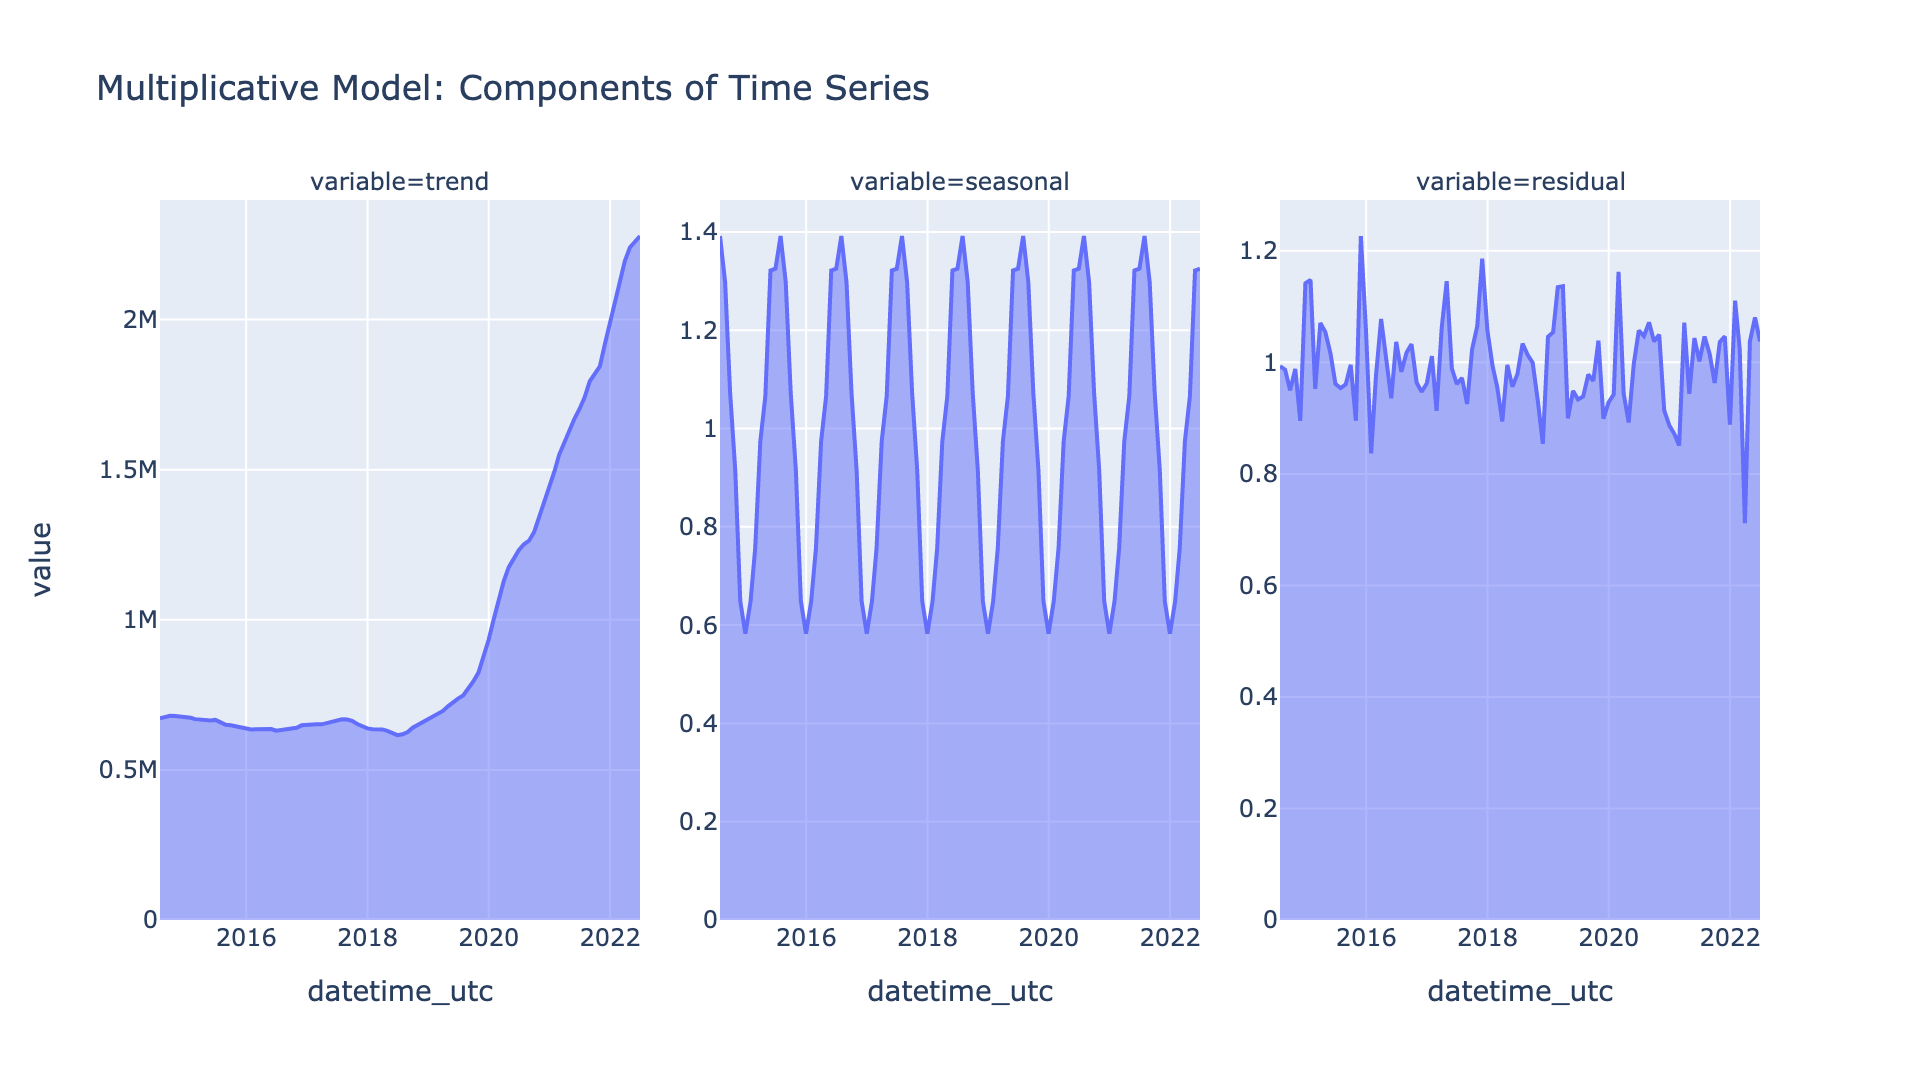 Multiplicative Model: Components of Time Series
variable=trend
variable=seasonal
variable=residual
value
2M
1.5M
1M
0.5M
0
2016 2018 2020 2022
datetime_utc
1.4
1.2
1
0.8
0.6
0.4
0.2
0
2016 2018 2020 2022
datetime_utc
1.2
1
0.8
0.6
0.4
0.2
0
2016 2018 2020 2022
datetime_utc